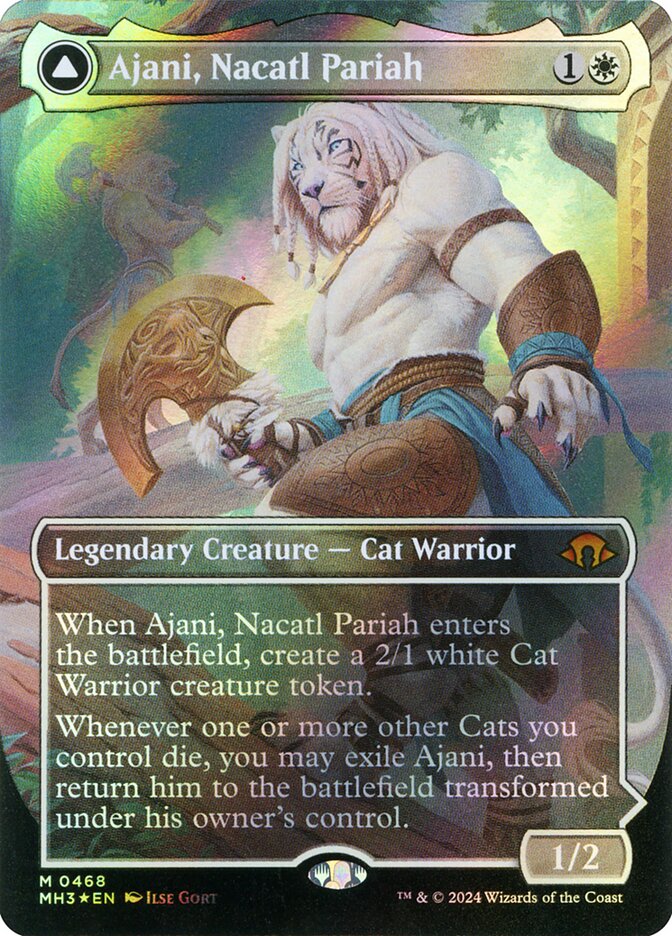 Ajani, Nacatl Pariah 1
Legendary Creature — Cat Warrior
When Ajani, Nacatl Pariah enters
the battlefield, create a 2/1 white Cat
Warrior creature token.
Whenever one or more other Cats you
control die, you may exile Ajani, then
return him to the battlefield transformed
under his owner's control.
1/2
M 0468
MH3★EN Ilse Gort
™ & © 2024 Wizards of the Coast